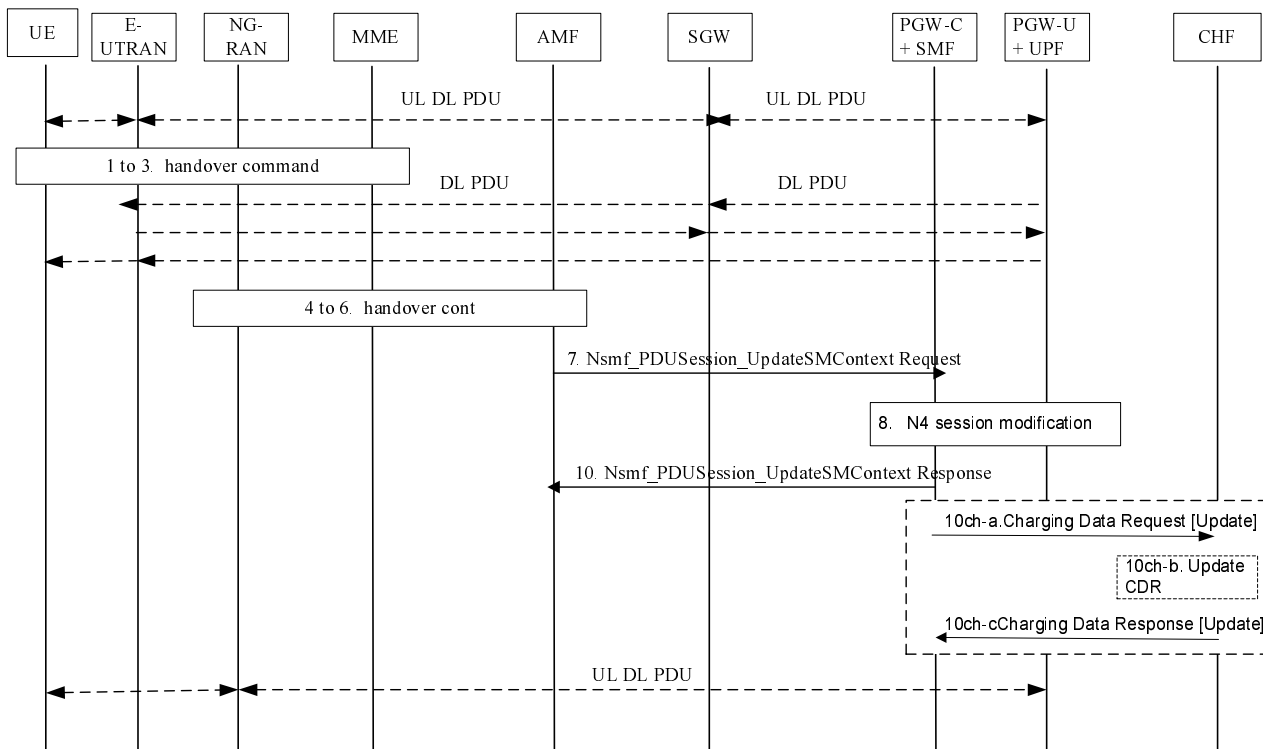 UE
E-
UTRAN
NG-
RAN
MME
AMF
SGW
PGW-C
+ SMF
PGW-U
+ UPF
CHF
UL DL PDU
UL DL PDU
1 to 3. handover command
DL PDU
DL PDU
4 to 6. handover cont
7. Nsmf_PDUSession_UpdateSMContext Request
8. N4 session modification
10. Nsmf_PDUSession_UpdateSMContext Response
10ch-a.Charging Data Request [Update]
10ch-b. Update
CDR
10ch-cCharging Data Response [Update]
UL DL PDU